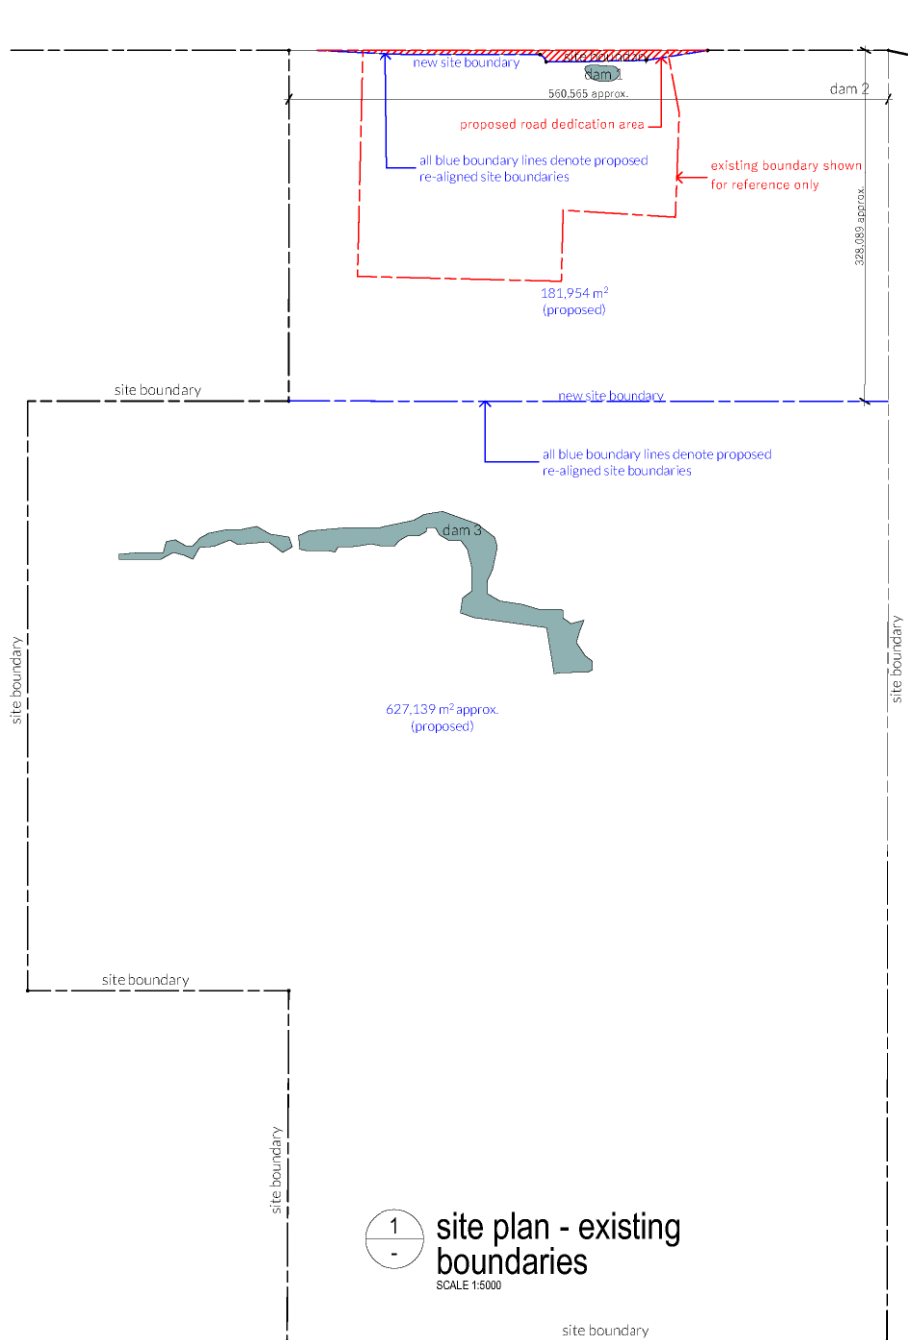 site boundary
new site boundary
dam 1
dam 2
560.565 approx.
proposed road dedication area
all blue boundary lines denote proposed
re-aligned site boundaries
existing boundary shown
for reference only
328.089 approx.
181,954 m²
(proposed)
site boundary
new site boundary
all blue boundary lines denote proposed
re-aligned site boundaries
dam 3
site boundary
site boundary
627,139 m² approx.
(proposed)
site boundary
site boundary
1
-
site plan - existing
boundaries
SCALE 1:5000
site boundary